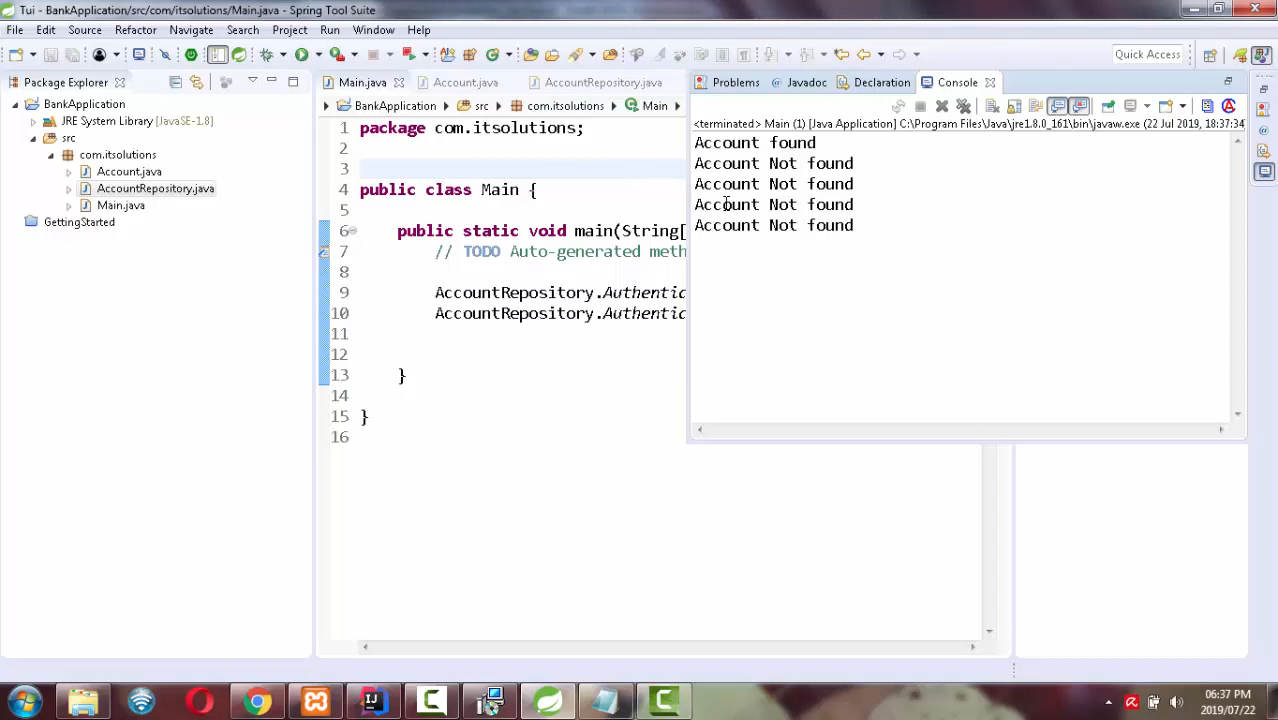 Tui - BankApplication/src/com/itsolutions/Main.java - Spring Tool Suite
File Edit Source Refactor Navigate Search Project Run Window Help
Quick Access
Package Explorer
BankApplication
JRE System Library [JavaSE-1.8]
src
com.itsolutions
Account.java
AccountRepository.java
Main.java
GettingStarted
Main.java Account.java AccountRepository.java
BankApplication src com.itsolutions Main
1 package com.itsolutions;
2
3
4 public class Main {
5
6 public static void main(String[
7 // TODO Auto-generated meth
8
9 AccountRepository.Authentic
10 AccountRepository.Authentic
11
12
13 }
14
15 }
16
Problems @ Javadoc Declaration Console
<terminated> Main (1) [Java Application] C:\Program Files\Java\jre1.8.0_161\bin\javaw.exe (22 Jul 2019, 18:37:34
Account found
Account Not found
Account Not found
Account Not found
Account Not found
06:37 PM
2019/07/22